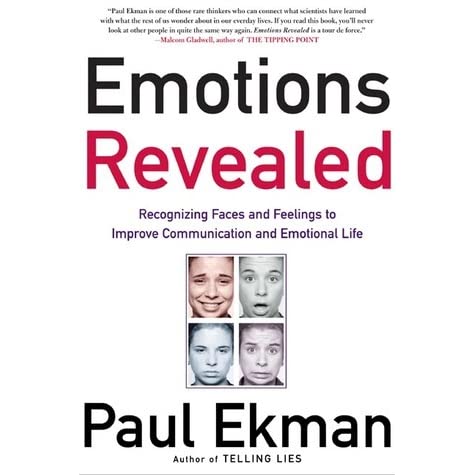 "Paul Ekman is one of those rare thinkers who can connect what scientists have learned
with what the rest of us wonder about in our everday lives. If you read this book, you'll never
look at other people in quite the same way again. Emotions Revealed is a tour de force."
—Malcom Gladwell, author of THE TIPPING POINT
Emotions
Revealed
Recognizing Faces and Feelings to
Improve Communication and Emotional Life
Paul Ekman
Author of TELLING LIES